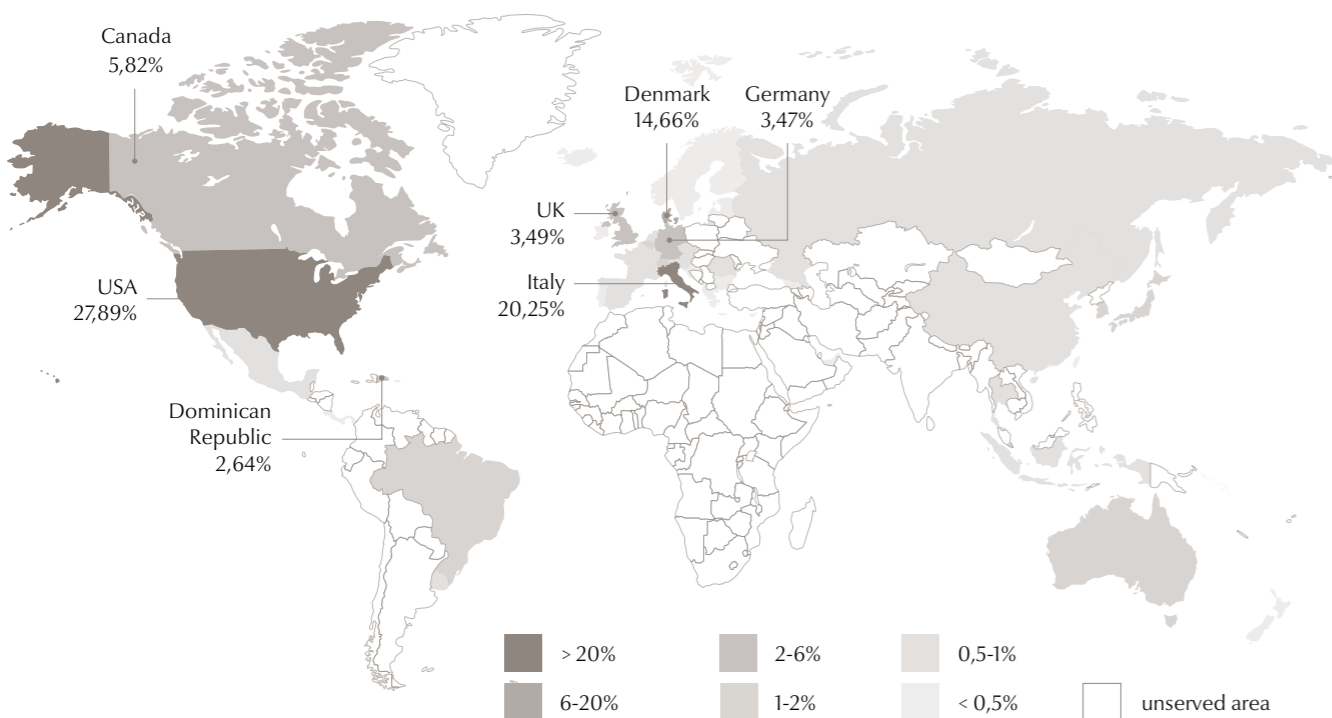 Canada
5,82%
Denmark
14,66%
Germany
3,47%
UK
3,49%
USA
27,89%
Italy
20,25%
Dominican
Republic
2,64%
> 20%
2-6%
0,5-1%
6-20%
1-2%
< 0,5%
unserved area